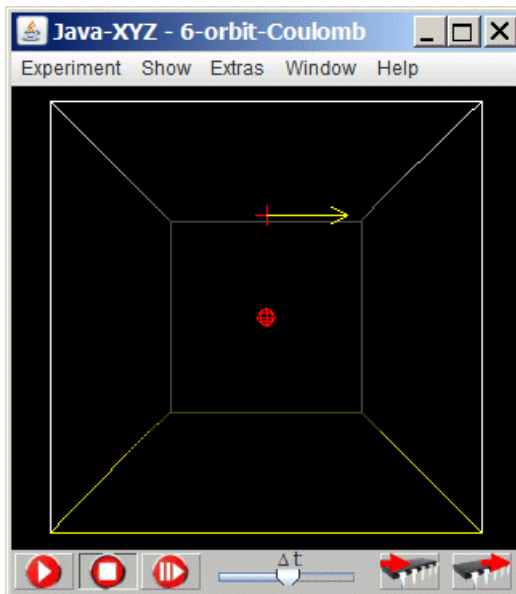 Java-XYZ - 6-orbit-Coulomb
Experiment Show Extras Window Help
Δt